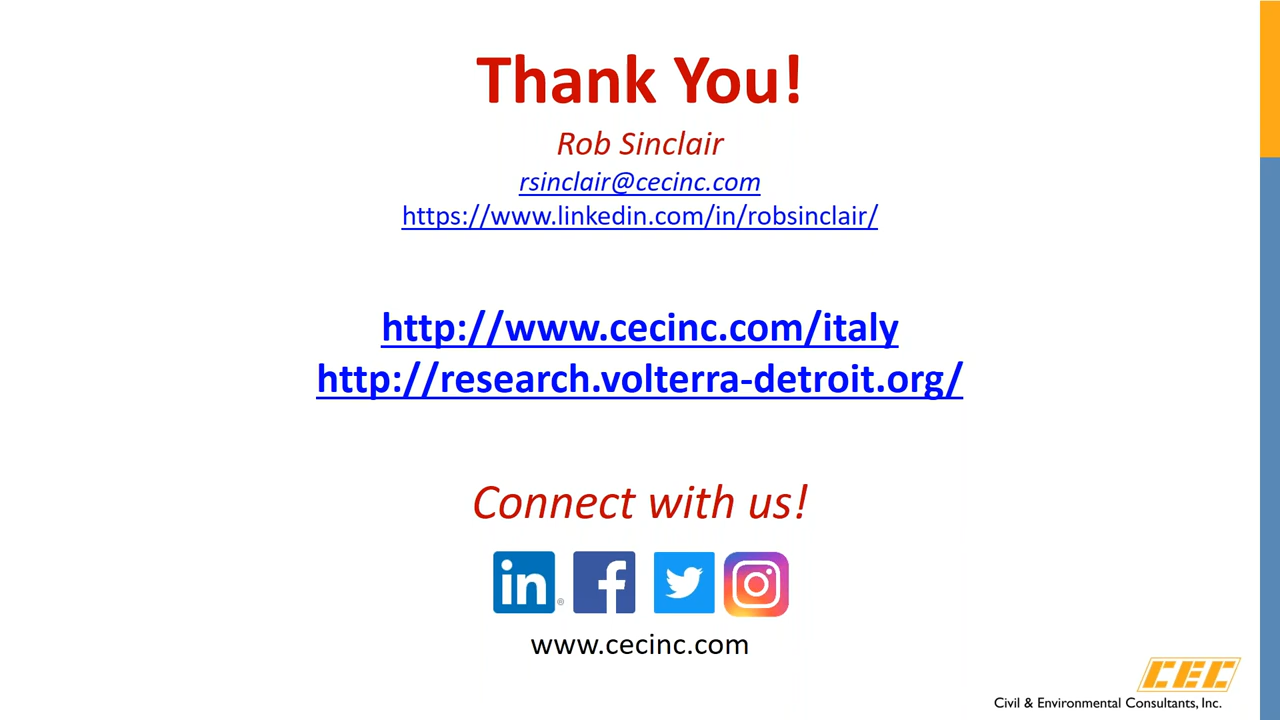 Thank You!
Rob Sinclair
rsinclair@cecinc.com
https://www.linkedin.com/in/robsinclair/
http://www.cecinc.com/italy
http://research.volterra-detroit.org/
Connect with us!
in ® f
www.cecinc.com
CEC
Civil & Environmental Consultants, Inc.